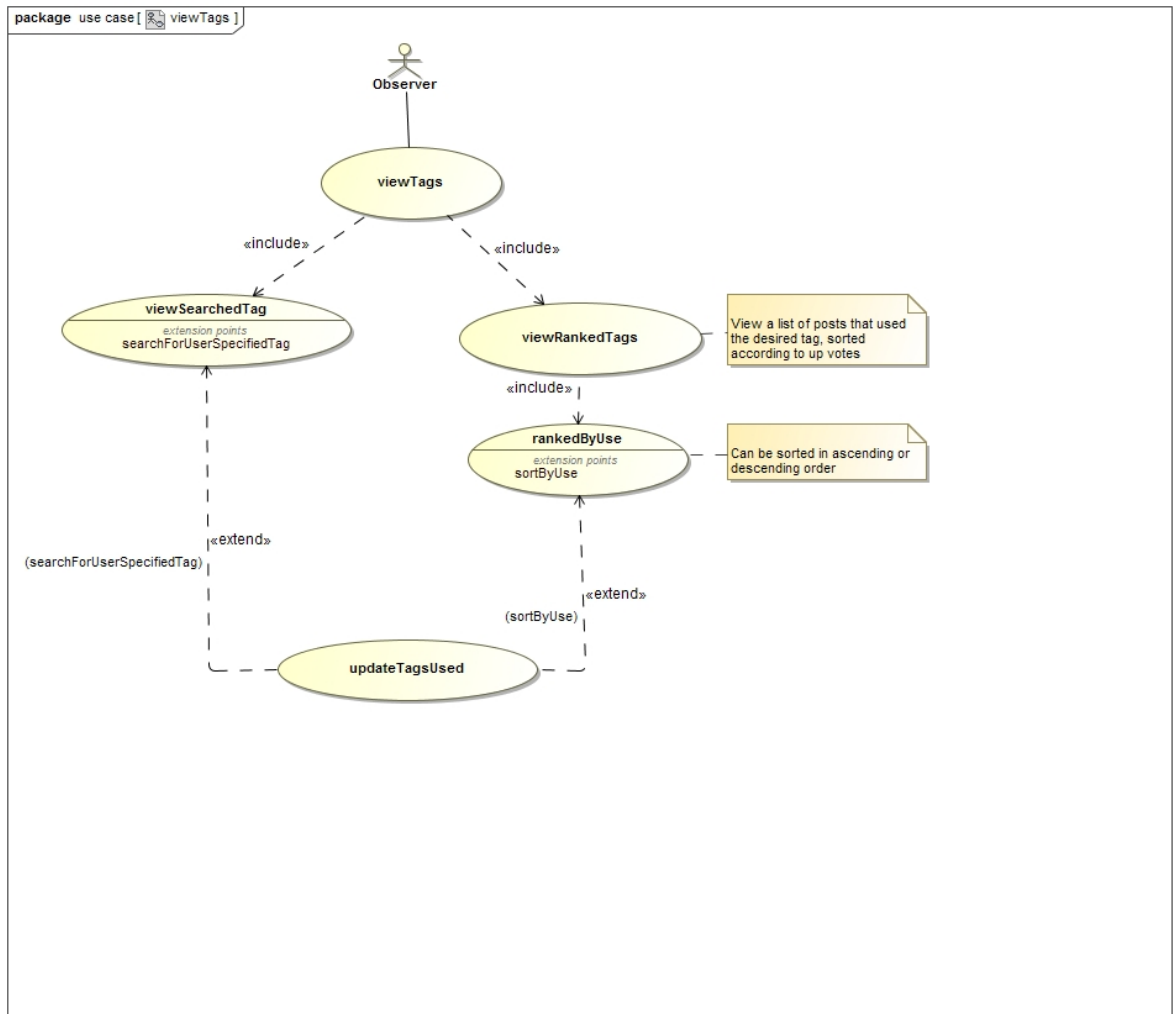 package use case [ viewTags ]
Observer
viewTags
«include»
«include»
viewSearchedTag
extension points
searchForUserSpecifiedTag
viewRankedTags
View a list of posts that used
the desired tag, sorted
according to up votes
«include»
rankedByUse
extension points
sortByUse
Can be sorted in ascending or
descending order
«extend»
(searchForUserSpecifiedTag)
«extend»
(sortByUse)
updateTagsUsed